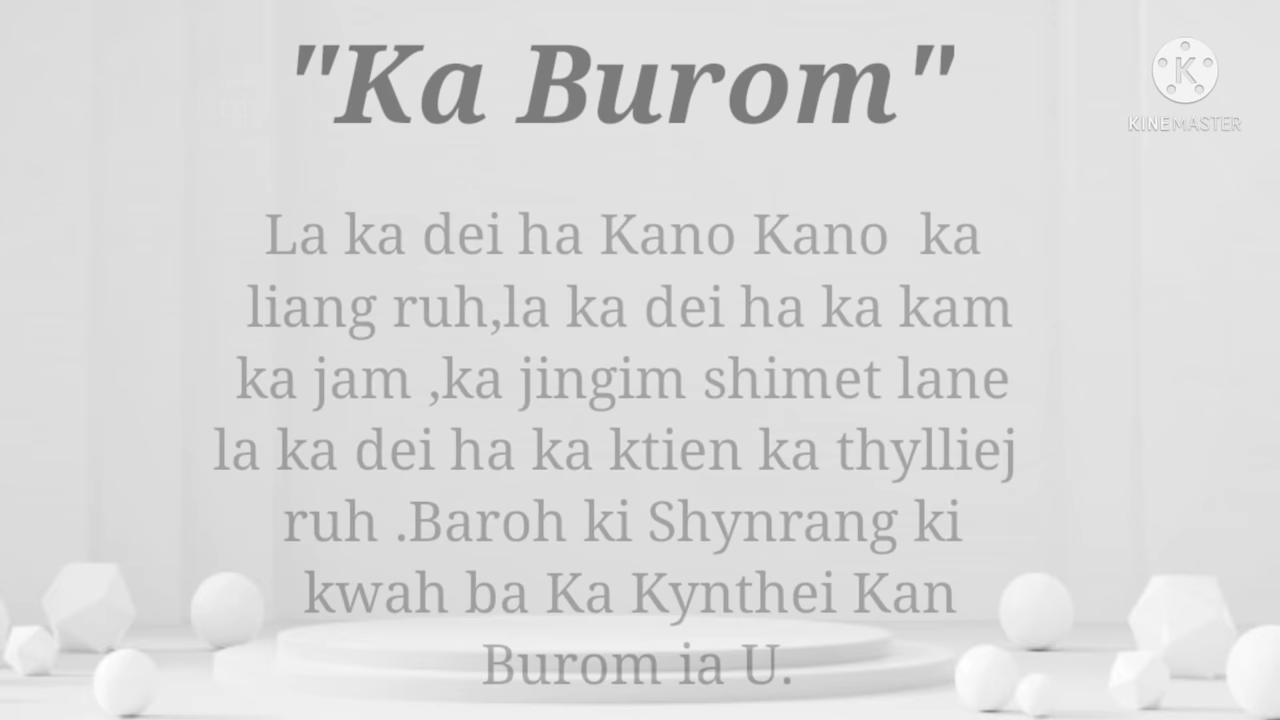 "Ka Burom"
KINEMASTER
La ka dei ha Kano Kano  ka
liang ruh,la ka dei ha ka kam
ka jam ,ka jingim shimet lane
la ka dei ha ka ktien ka thylliej
ruh .Baroh ki Shynrang ki
kwah ba Ka Kynthei Kan
Burom ia U.